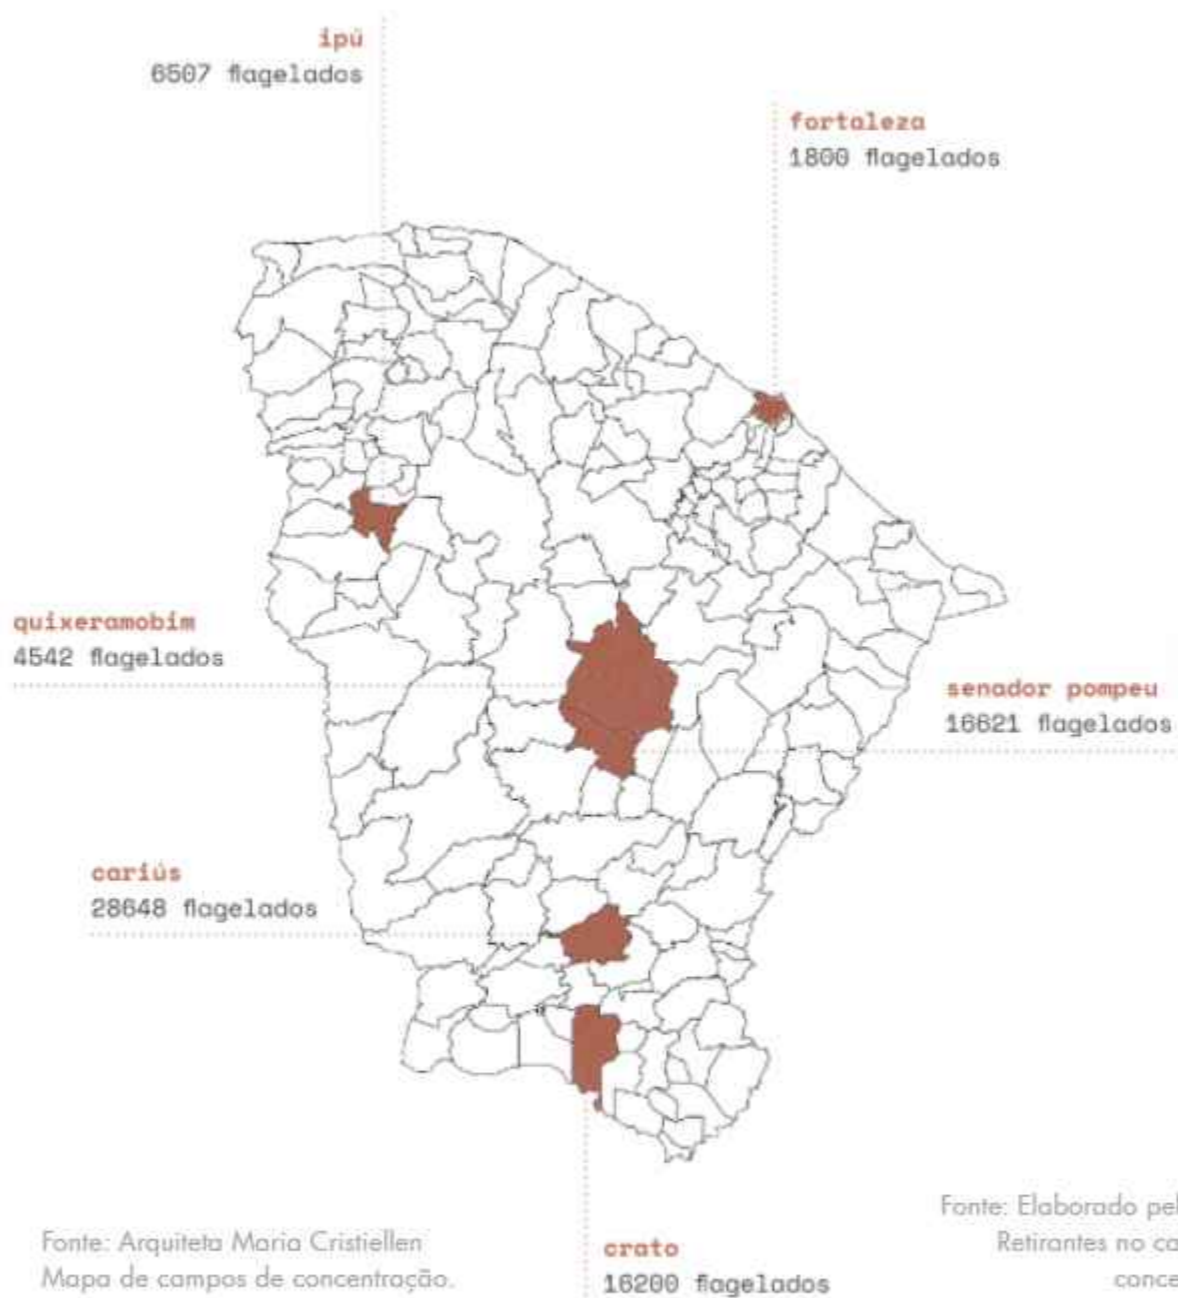 ipú
6507 flagelados
fortaleza
1800 flagelados
quixeramobim
4542 flagelados
senador pompeu
16621 flagelados
cariús
28648 flagelados
Fonte: Arquiteta Maria Cristiellen
Mapa de campos de concentração.
crato
16200 flagelados
Fonte: Elaborado pel
Retirantes no ca
conce